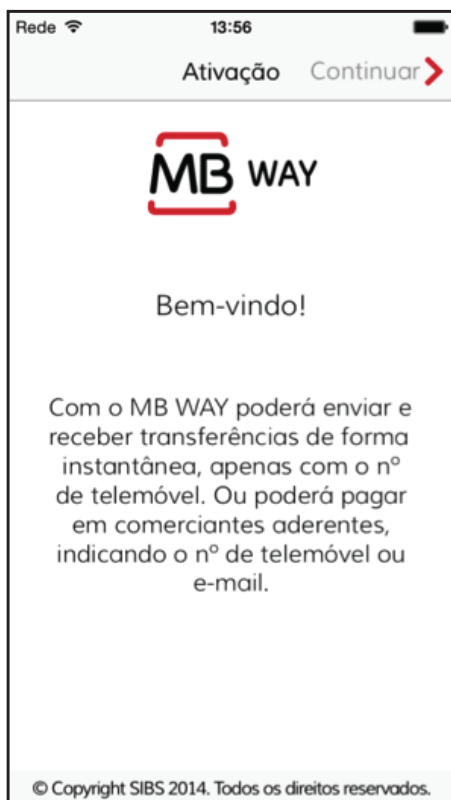 Rede 13:56
Ativação Continuar
MB WAY
Bem-vindo!
Com o MB WAY poderá enviar e
receber transferências de forma
instantânea, apenas com o nº
de telemóvel. Ou poderá pagar
em comerciantes aderentes,
indicando o nº de telemóvel ou
e-mail.
© Copyright SIBS 2014. Todos os direitos reservados.